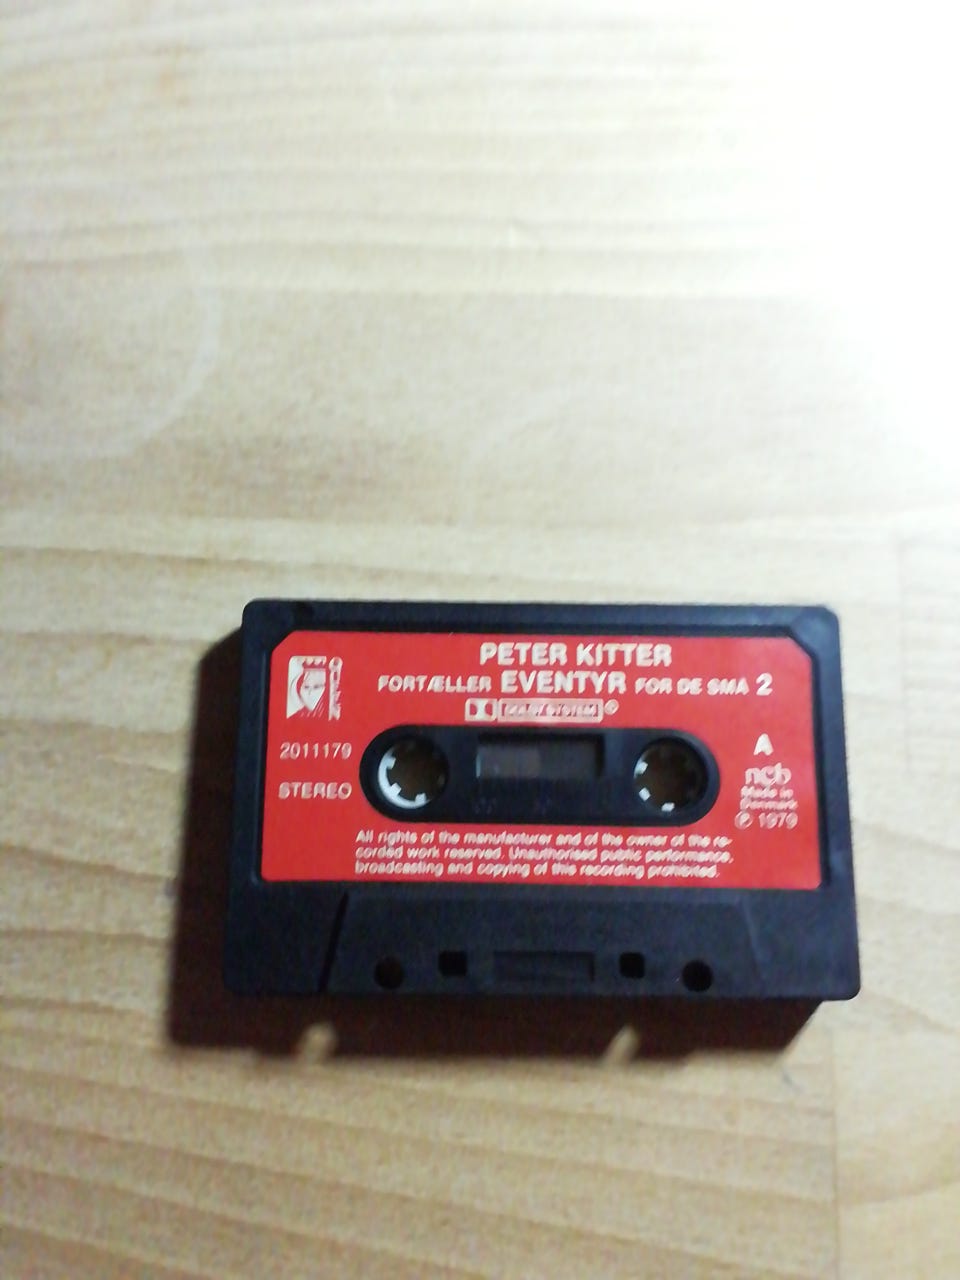 PETER KITTER
FORTÆLLER EVENTYR FOR DE SMÅ 2
DOLBY SYSTEM ®
2011179
STEREO
A
ncb
Made in
Denmark
Ⓟ 1979
All rights of the manufacturer and of the owner of the re-
corded work reserved. Unauthorised public performance,
broadcasting and copying of this recording prohibited.